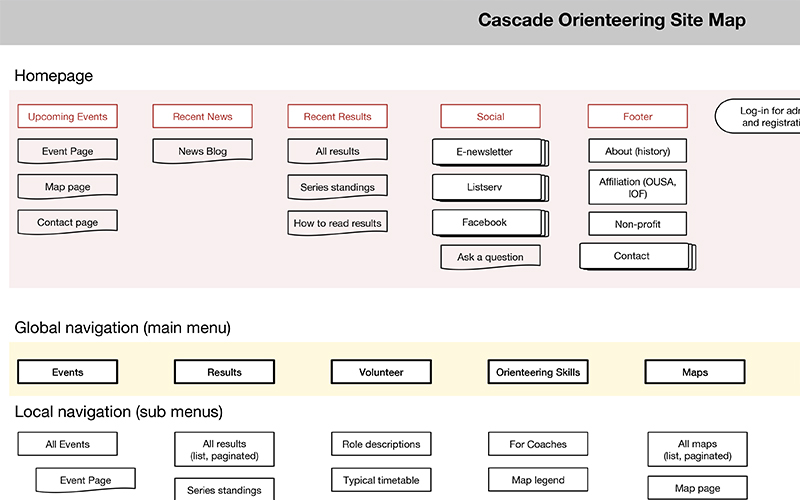 Cascade Orienteering Site Map
Homepage
Upcoming Events
Event Page
Map page
Contact page
Recent News
News Blog
Recent Results
All results
Series standings
How to read results
Social
E-newsletter
Listserv
Facebook
Ask a question
Footer
About (history)
Affiliation (OUSA,
IOF)
Non-profit
Contact
Log-in for
and
Global navigation (main menu)
Events
Results
Volunteer
Orienteering Skills
Maps
Local navigation (sub menus)
All Events
Event Page
All results
(list, paginated)
Series standings
Role descriptions
Typical timetable
For Coaches
Map legend
All maps
(list, paginated)
Map page